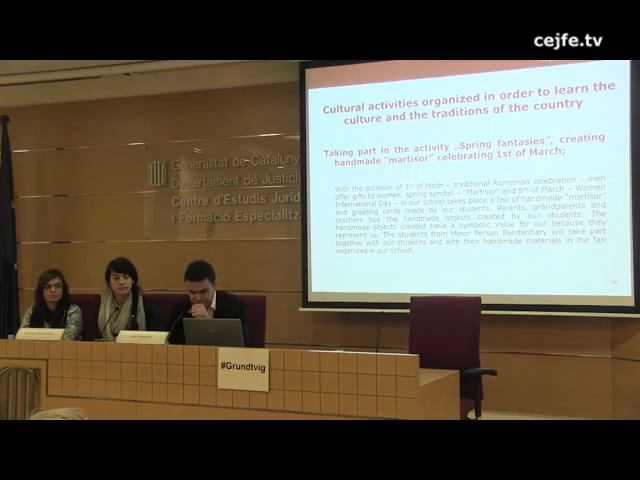 cejfe.tv
Cultural activities organized in order to learn the
culture and the traditions of the country
Taking part in the activity „Spring fantasies”, creating
handmade “martisor” celebrating 1st of March;
With the occasion of 1st of Mach – traditional Romanian celebration – men
offer gifts to women, spring symbol – “Martisor” and 8th of March – Women
International Day – in our school takes place a fair of handmade “martisor”
and greeting cards made by our students. Parents, grandparents and
teachers buy the handmade objects created by our students. The
handmade objects created have a symbolic value for our because they
represent us. The students from Minor Person Penitentiary will take part
together with our students and with their handmade materials in the fair
organized in our school.
Generalitat de Cataluny
Departament de Justícia
Centre d'Estudis Jurídi
i Formació Especialitza
#Grundtvig